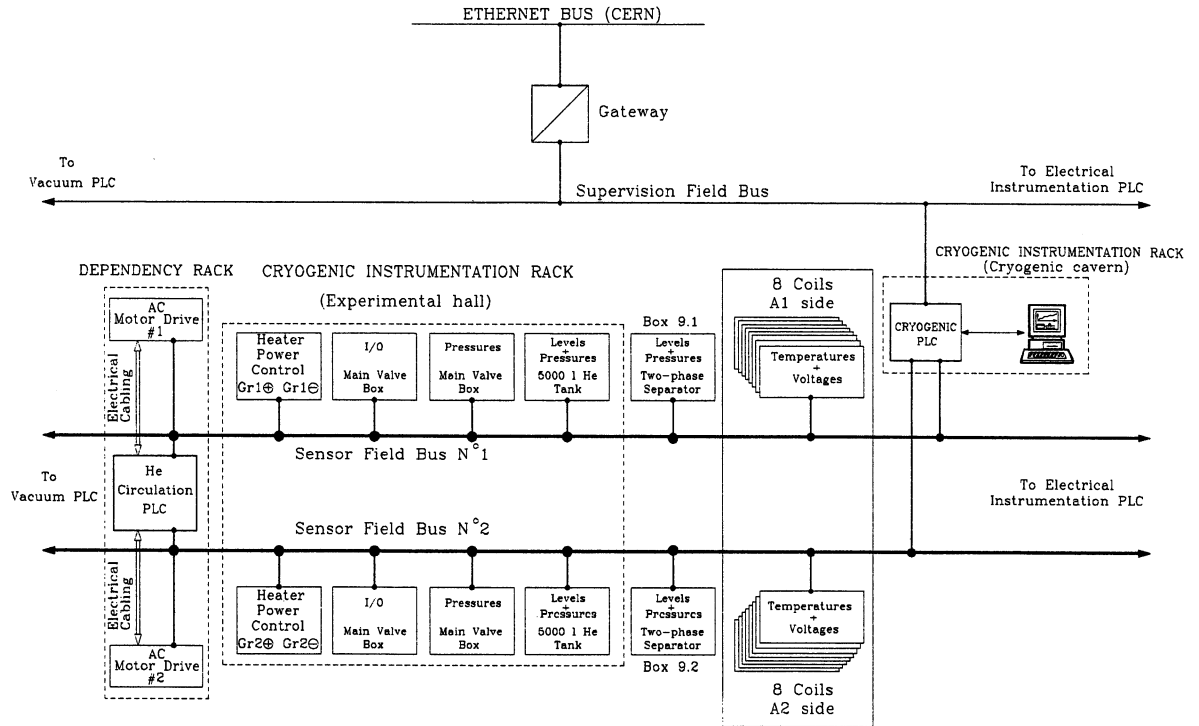 ETHERNET BUS (CERN)
Gateway
To
Vacuum PLC
Supervision Field Bus
To Electrical
Instrumentation PLC
DEPENDENCY RACK
CRYOGENIC INSTRUMENTATION RACK
(Experimental hall)
8 Coils
A1 side
CRYOGENIC INSTRUMENTATION RACK
(Cryogenic cavern)
AC
Motor Drive
#1
Electrical
Cabling
Heater
Power
Control
Gr1⊕ Gr1⊖
I/O
Main Valve
Box
Pressures
Main Valve
Box
Levels
+
Pressures
5000 l He
Tank
Box 9.1
Levels
+
Pressures
Two-phase
Separator
Temperatures
+
Voltages
CRYOGENIC
PLC
Sensor Field Bus N°1
To
Vacuum PLC
He
Circulation
PLC
To Electrical
Instrumentation PLC
Sensor Field Bus N°2
Electrical
Cabling
AC
Motor Drive
#2
Heater
Power
Control
Gr2⊕ Gr2⊖
I/O
Main Valve
Box
Pressures
Main Valve
Box
Levels
+
Pressures
5000 l He
Tank
Levels
+
Pressures
Two-phase
Separator
Box 9.2
Temperatures
+
Voltages
8 Coils
A2 side